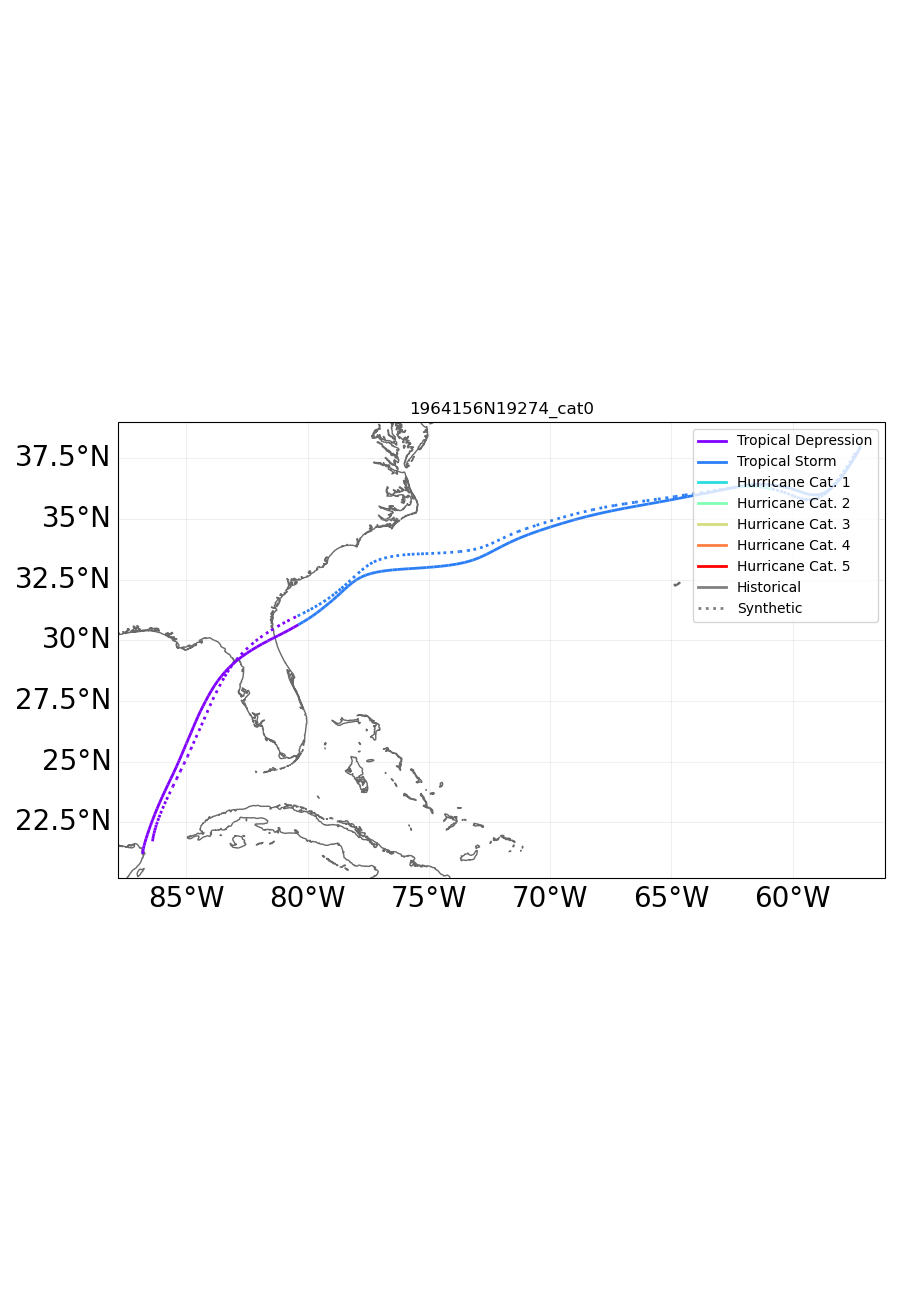 1964156N19274_cat0
37.5°N
35°N
32.5°N
30°N
27.5°N
25°N
22.5°N
Tropical Depression
Tropical Storm
Hurricane Cat. 1
Hurricane Cat. 2
Hurricane Cat. 3
Hurricane Cat. 4
Hurricane Cat. 5
Historical
Synthetic
85°W 80°W 75°W 70°W 65°W 60°W